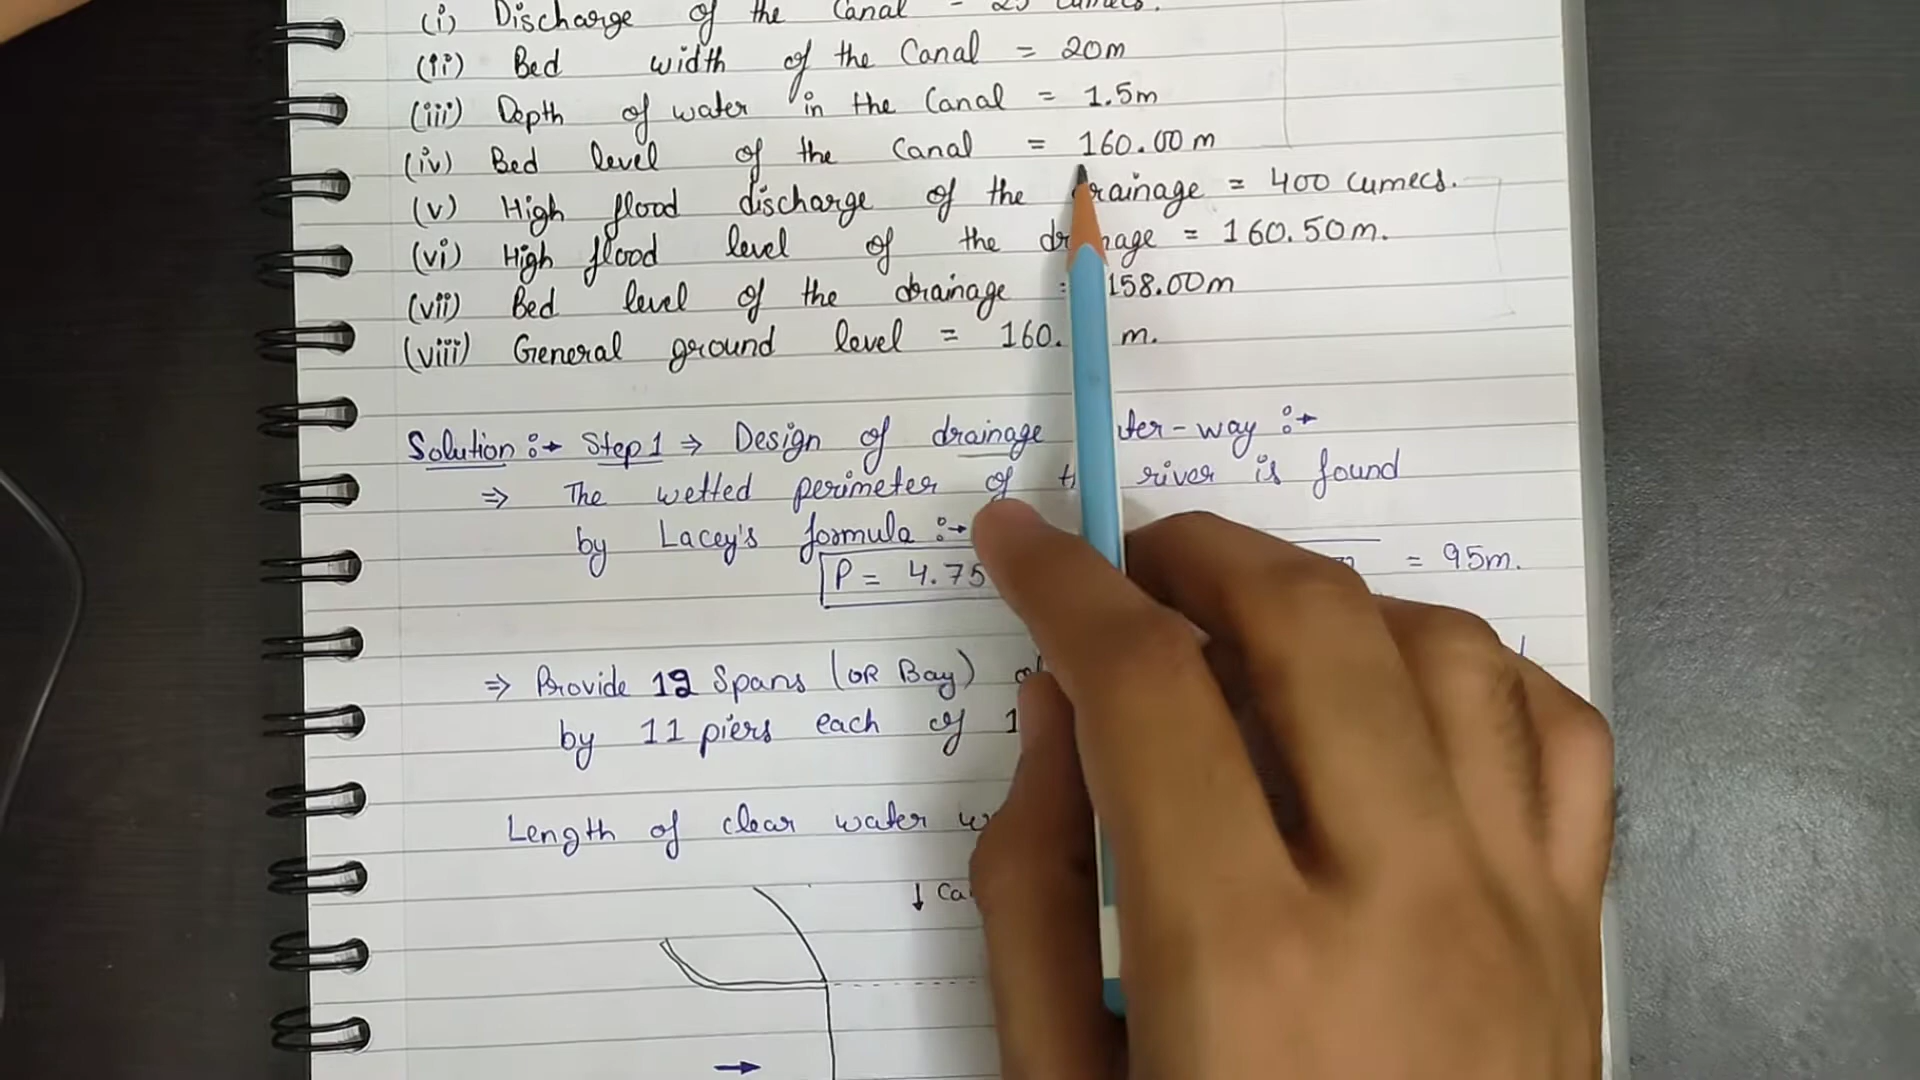 (i) Discharge of the Canal - 25 cumecs.
(ii) Bed width of the Canal = 20m
(iii) Depth of water in the Canal = 1.5m
(iv) Bed level of the Canal = 160.00 m
(v) High flood discharge of the drainage = 400 cumecs.
(vi) High flood level of the = 160.50m.
(vii) Bed level of the drainage 158.00m
(viii) General ground level = 160. m.
Solution :→ Step 1 ⇒ Design of drainage ter-way :→
⇒ The wetted perimeter of river is found
by Lacey's formula :→
P = 4.75 = 95m.
⇒ Provide 12 Spans (OR Bay)
by 11 piers each of 1
Length of clear water
↓ Ca
→